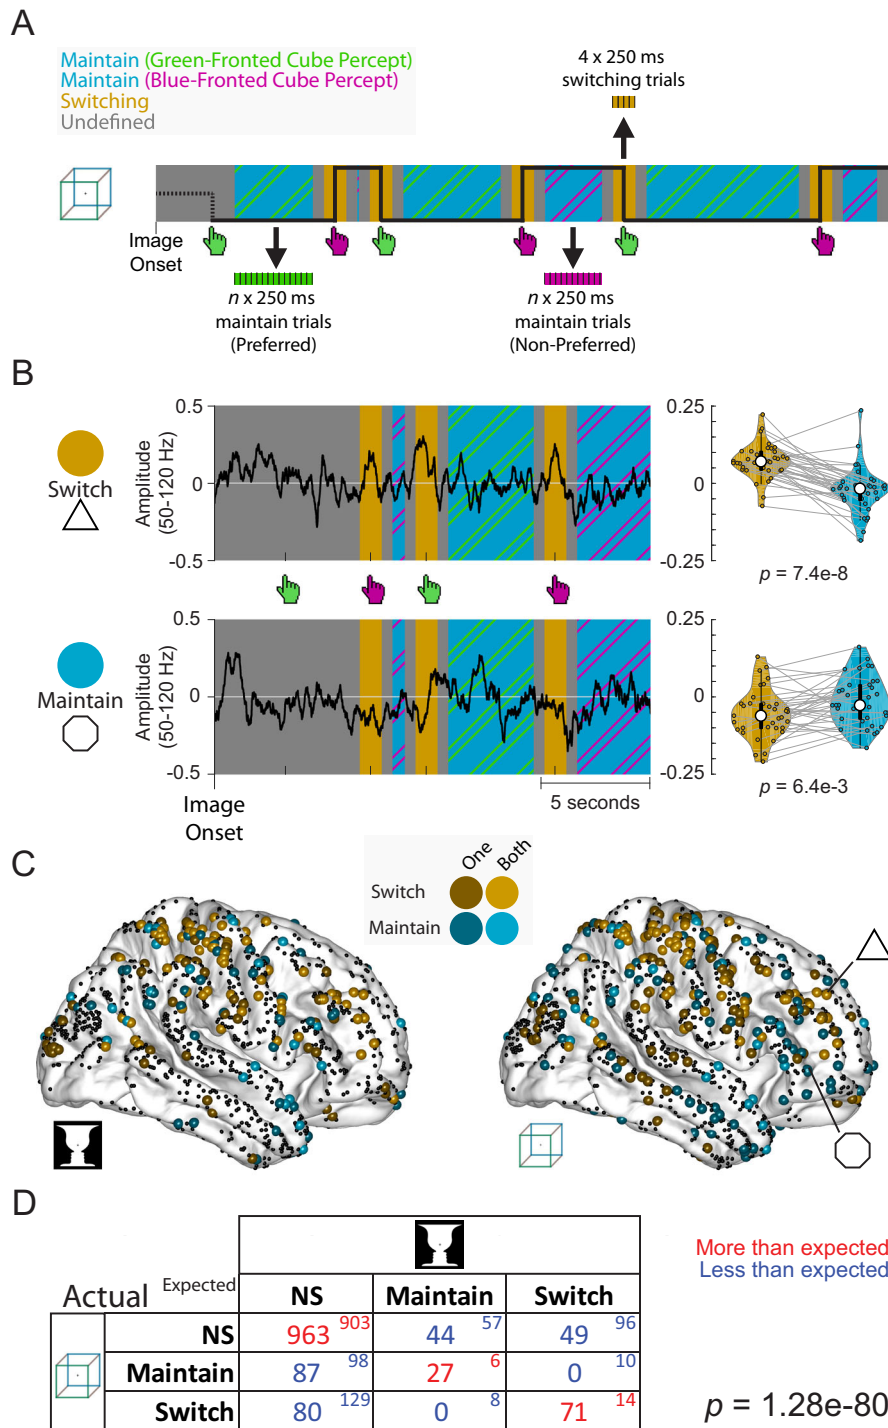 A
Maintain (Green-Fronted Cube Percept)
Maintain (Blue-Fronted Cube Percept)
Switching
Undefined
4 x 250 ms
switching trials
Image
Onset
n x 250 ms
maintain trials
(Preferred)
n x 250 ms
maintain trials
(Non-Preferred)
B
Switch
Amplitude
(50-120 Hz)
0.5
0
-0.5
0.25
0
-0.25
p = 7.4e-8
Maintain
Amplitude
(50-120 Hz)
0.5
0
-0.5
0.25
0
-0.25
p = 6.4e-3
Image
Onset
5 seconds
C
One Both
Switch
Maintain
D
Actual Expected
NS Maintain Switch
NS 963 903 44 57 49 96
Maintain 87 98 27 6 0 10
Switch 80 129 0 8 71 14
More than expected
Less than expected
p = 1.28e-80